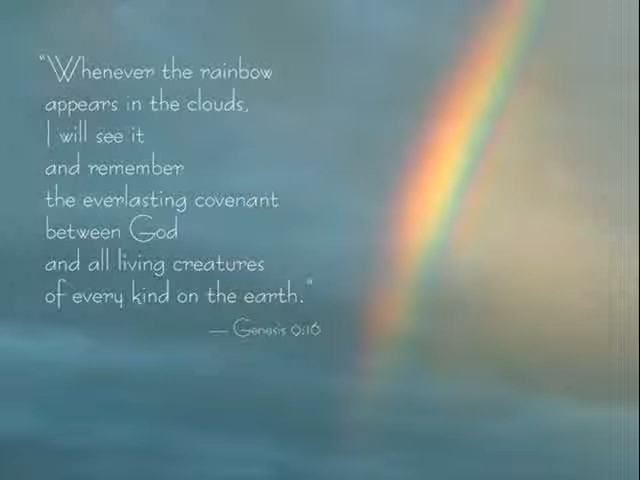 "Whenever the rainbow
appears in the clouds,
I will see it
and remember
the everlasting covenant
between God
and all living creatures
of every kind on the earth."
— Genesis 9:16